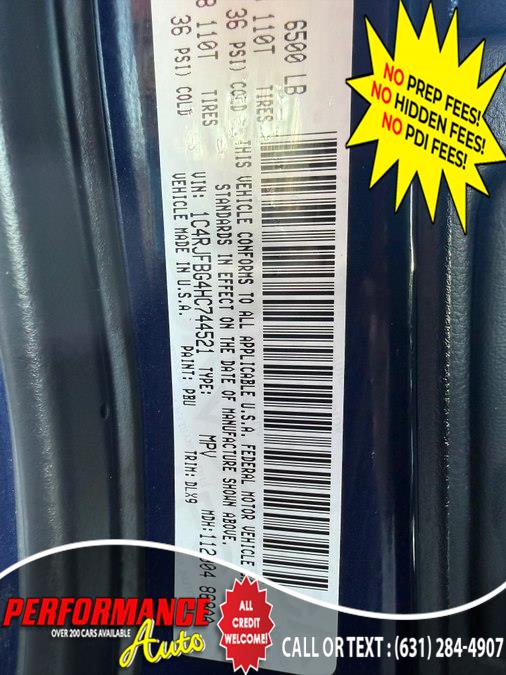 6500 LB
110T TIRES
36 PSI) COLD
110T TIRES
36 PSI) COLD
THIS VEHICLE CONFORMS TO ALL APPLICABLE U.S.A. FEDERAL MOTOR VEHICLE
STANDARDS IN EFFECT ON THE DATE OF MANUFACTURE SHOWN ABOVE.
VIN: 1C4RJFBG4HC744521 TYPE: MPV
VEHICLE MADE IN U.S.A. PAINT: PBU TRIM: DLX9
NO PREP FEES!
NO HIDDEN FEES!
NO PDI FEES!
PERFORMANCE
OVER 200 CARS AVAILABLE
Auto
ALL
CREDIT
WELCOME!
CALL OR TEXT : (631) 284-4907